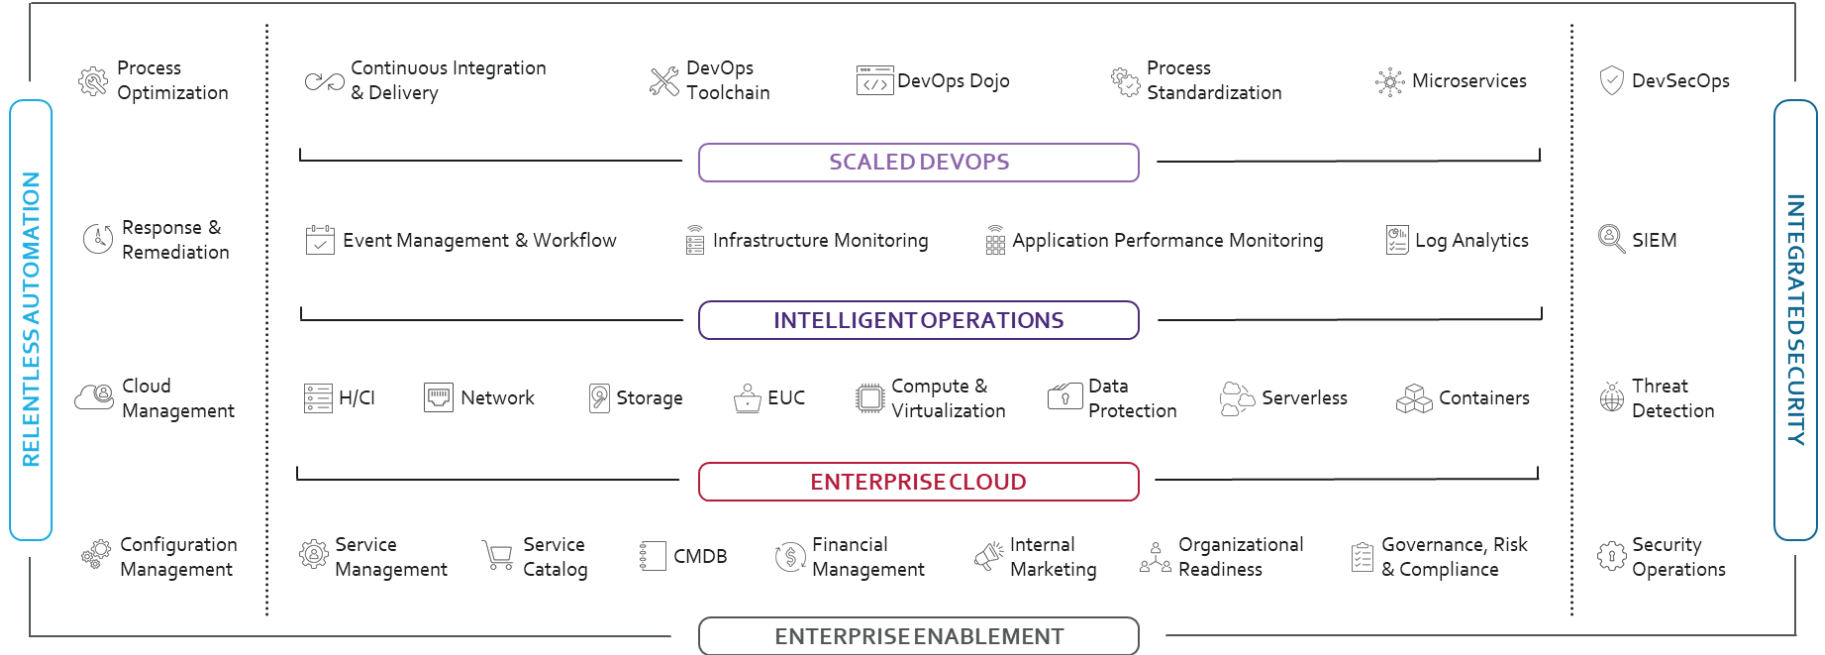 Process
Optimization
Continuous Integration
& Delivery
DevOps
Toolchain
DevOps Dojo
Process
Standardization
Microservices
DevSecOps
SCALED DEVOPS
RELENTLESS AUTOMATION
INTEGRATED SECURITY
Response &
Remediation
Event Management & Workflow
Infrastructure Monitoring
Application Performance Monitoring
Log Analytics
SIEM
INTELLIGENT OPERATIONS
Cloud
Management
H/CI
Network
Storage
EUC
Compute &
Virtualization
Data
Protection
Serverless
Containers
Threat
Detection
ENTERPRISE CLOUD
Configuration
Management
Service
Management
Service
Catalog
CMDB
Financial
Management
Internal
Marketing
Organizational
Readiness
Governance, Risk
& Compliance
Security
Operations
ENTERPRISE ENABLEMENT